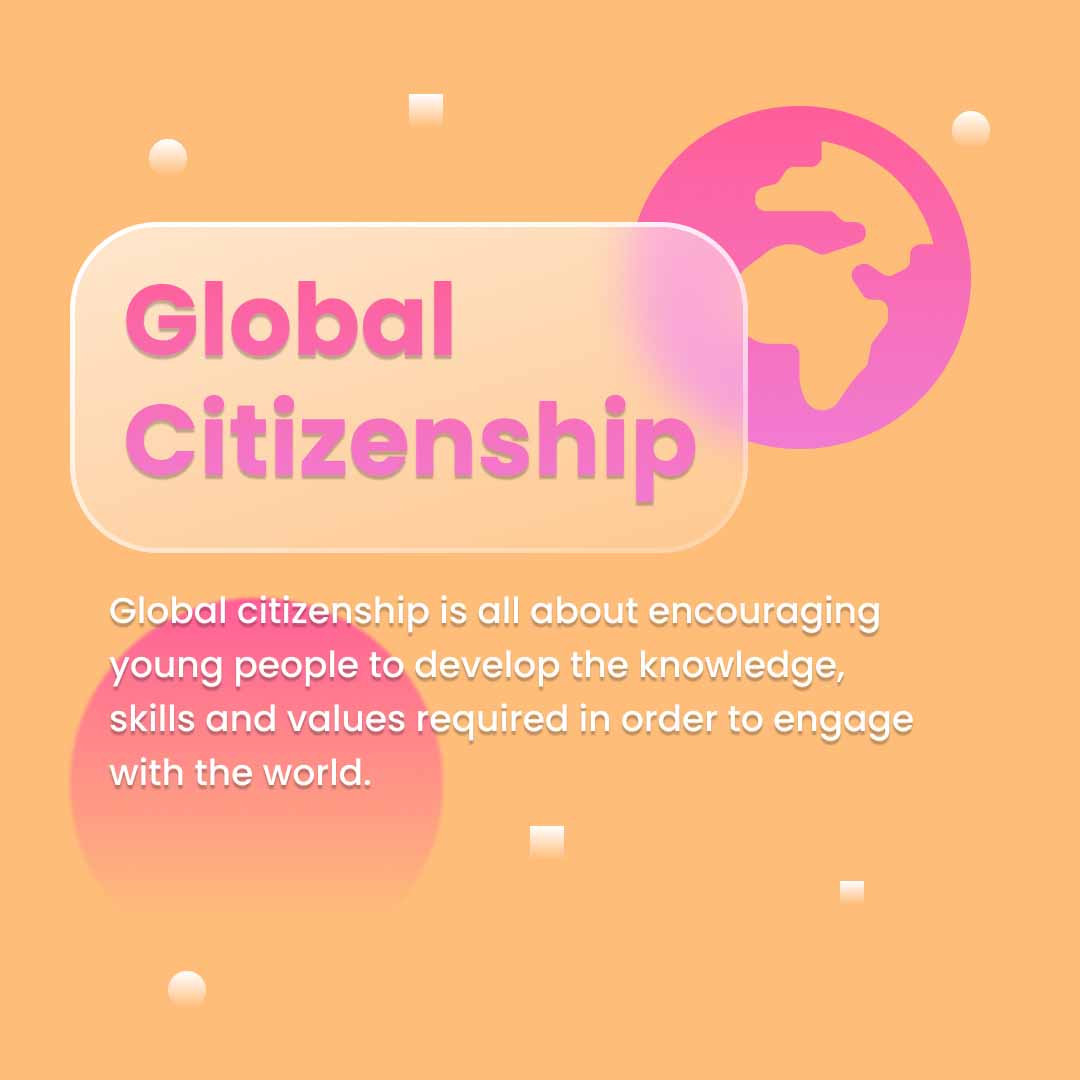 Global
Citizenship
Global citizenship is all about encouraging
young people to develop the knowledge,
skills and values required in order to engage
with the world.